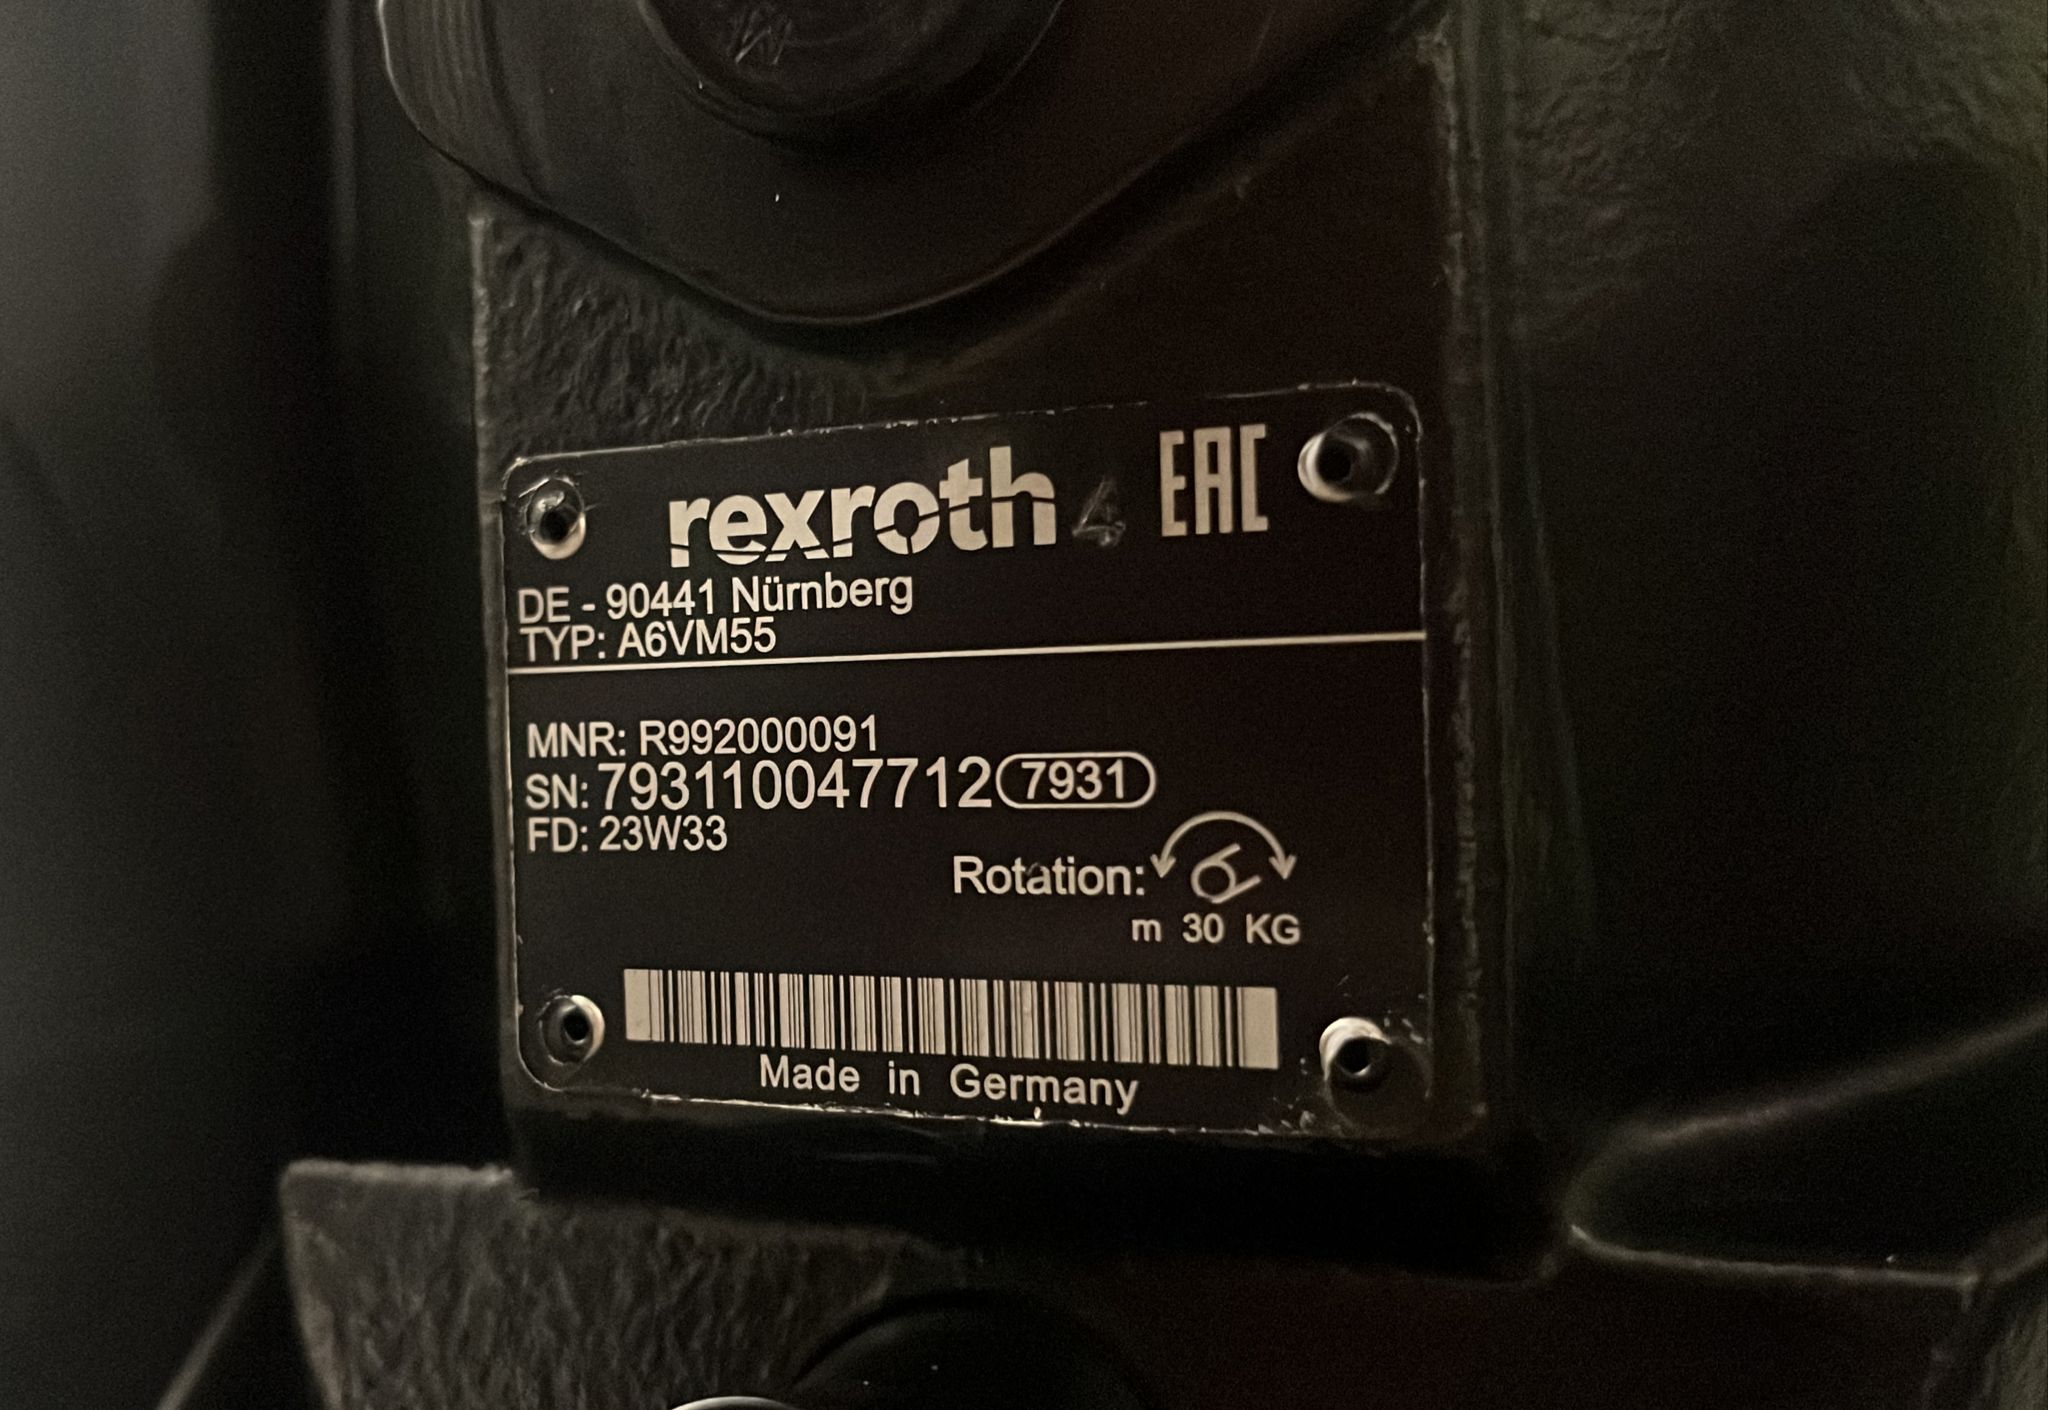 rexroth 4 EAC
DE - 90441 Nürnberg
TYP: A6VM55
MNR: R992000091
SN: 793110047712 7931
FD: 23W33
Rotation:
m 30 KG
Made in Germany